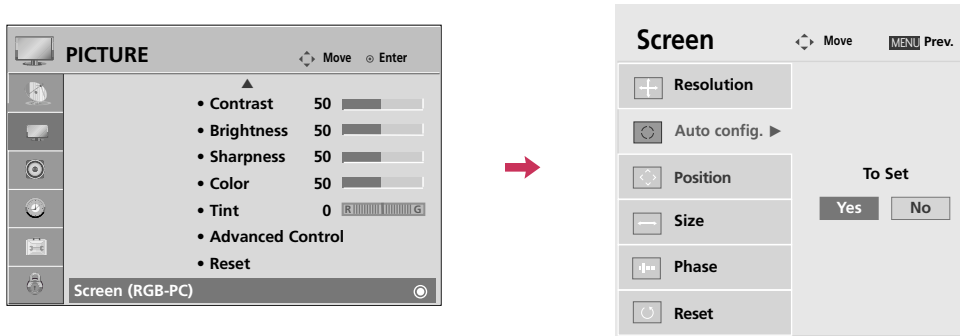 PICTURE
Move Enter
• Contrast 50
• Brightness 50
• Sharpness 50
• Color 50
• Tint 0 R G
• Advanced Control
• Reset
Screen (RGB-PC)
Screen
Move MENU Prev.
Resolution
Auto config. ►
Position
Size
Phase
Reset
To Set
Yes No